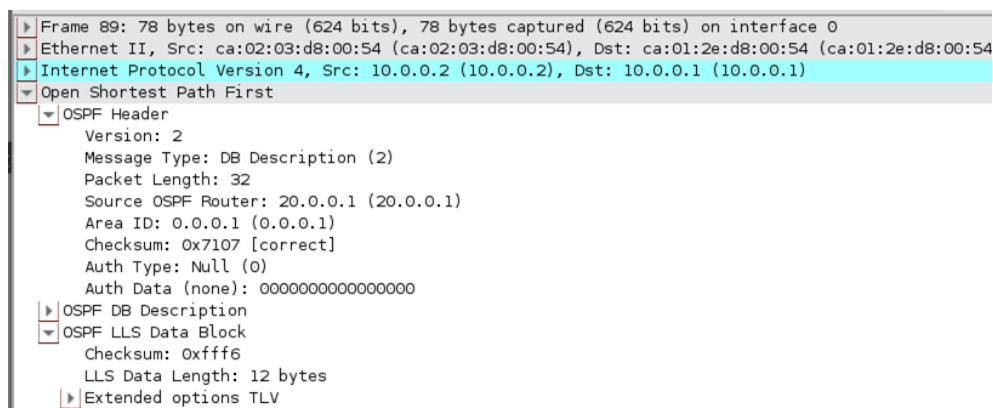 Frame 89: 78 bytes on wire (624 bits), 78 bytes captured (624 bits) on interface 0
Ethernet II, Src: ca:02:03:d8:00:54 (ca:02:03:d8:00:54), Dst: ca:01:2e:d8:00:54 (ca:01:2e:d8:00:54
Internet Protocol Version 4, Src: 10.0.0.2 (10.0.0.2), Dst: 10.0.0.1 (10.0.0.1)
Open Shortest Path First
OSPF Header
Version: 2
Message Type: DB Description (2)
Packet Length: 32
Source OSPF Router: 20.0.0.1 (20.0.0.1)
Area ID: 0.0.0.1 (0.0.0.1)
Checksum: 0x7107 [correct]
Auth Type: Null (0)
Auth Data (none): 0000000000000000
OSPF DB Description
OSPF LLS Data Block
Checksum: 0xfff6
LLS Data Length: 12 bytes
Extended options TLV